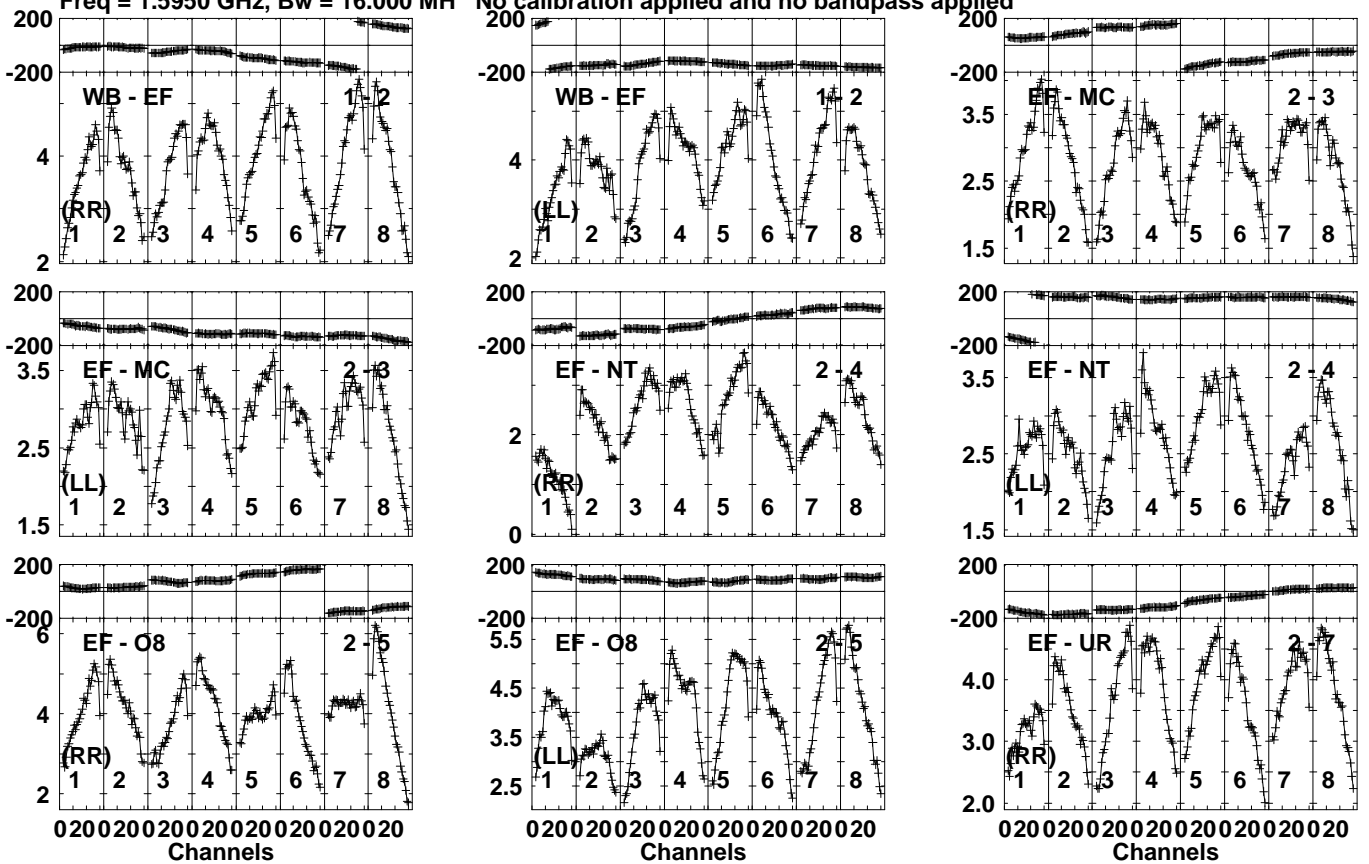 Freq = 1.5950 GHz, Bw = 16.000 MH No calibration applied and no bandpass applied
200
-200
WB - EF 1 - 2
4
(RR)
1 2 3 4 5 6 7 8
2
200
-200
WB - EF 1 - 2
4
(LL)
1 2 3 4 5 6 7 8
2
200
-200
EF - MC 2 - 3
3.5
2.5
(RR)
1 2 3 4 5 6 7 8
1.5
200
-200
EF - MC 2 - 3
3.5
2.5
(LL)
1 2 3 4 5 6 7 8
1.5
200
-200
EF - NT 2 - 4
2
(RR)
1 2 3 4 5 6 7 8
0
200
-200
EF - NT 2 - 4
3.5
2.5
(LL)
1 2 3 4 5 6 7 8
1.5
200
-200
6
EF - O8 2 - 5
4
(RR)
1 2 3 4 5 6 7 8
2
0 20 0 20 0 20 0 20 0 20 0 20 0 20 0 20
Channels
200
-200
EF - O8 2 - 5
5.5
4.5
3.5
(LL)
1 2 3 4 5 6 7 8
2.5
0 20 0 20 0 20 0 20 0 20 0 20 0 20 0 20
Channels
200
-200
EF - UR 2 - 7
4.0
3.0
(RR)
1 2 3 4 5 6 7 8
2.0
0 20 0 20 0 20 0 20 0 20 0 20 0 20 0 20
Channels